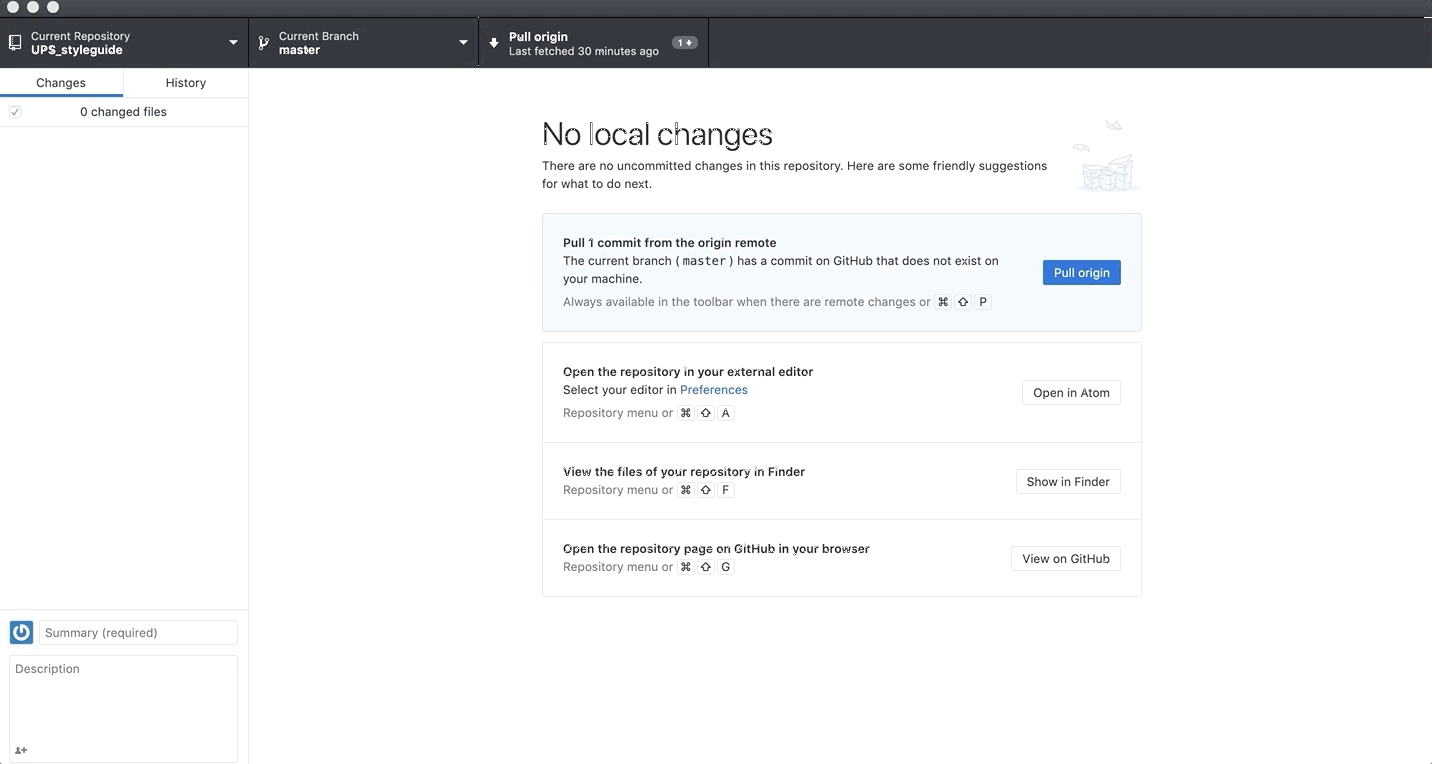 Current Repository
UPS_styleguide
Current Branch
master
Pull origin
Last fetched 30 minutes ago
1
Changes
History
0 changed files
No local changes
There are no uncommitted changes in this repository. Here are some friendly suggestions
for what to do next.
Pull 1 commit from the origin remote
The current branch (master) has a commit on GitHub that does not exist on
your machine.
Always available in the toolbar when there are remote changes or ⌘ ⇧ P
Pull origin
Open the repository in your external editor
Select your editor in Preferences
Repository menu or ⌘ ⇧ A
Open in Atom
View the files of your repository in Finder
Repository menu or ⌘ ⇧ F
Show in Finder
Open the repository page on GitHub in your browser
Repository menu or ⌘ ⇧ G
View on GitHub
Summary (required)
Description